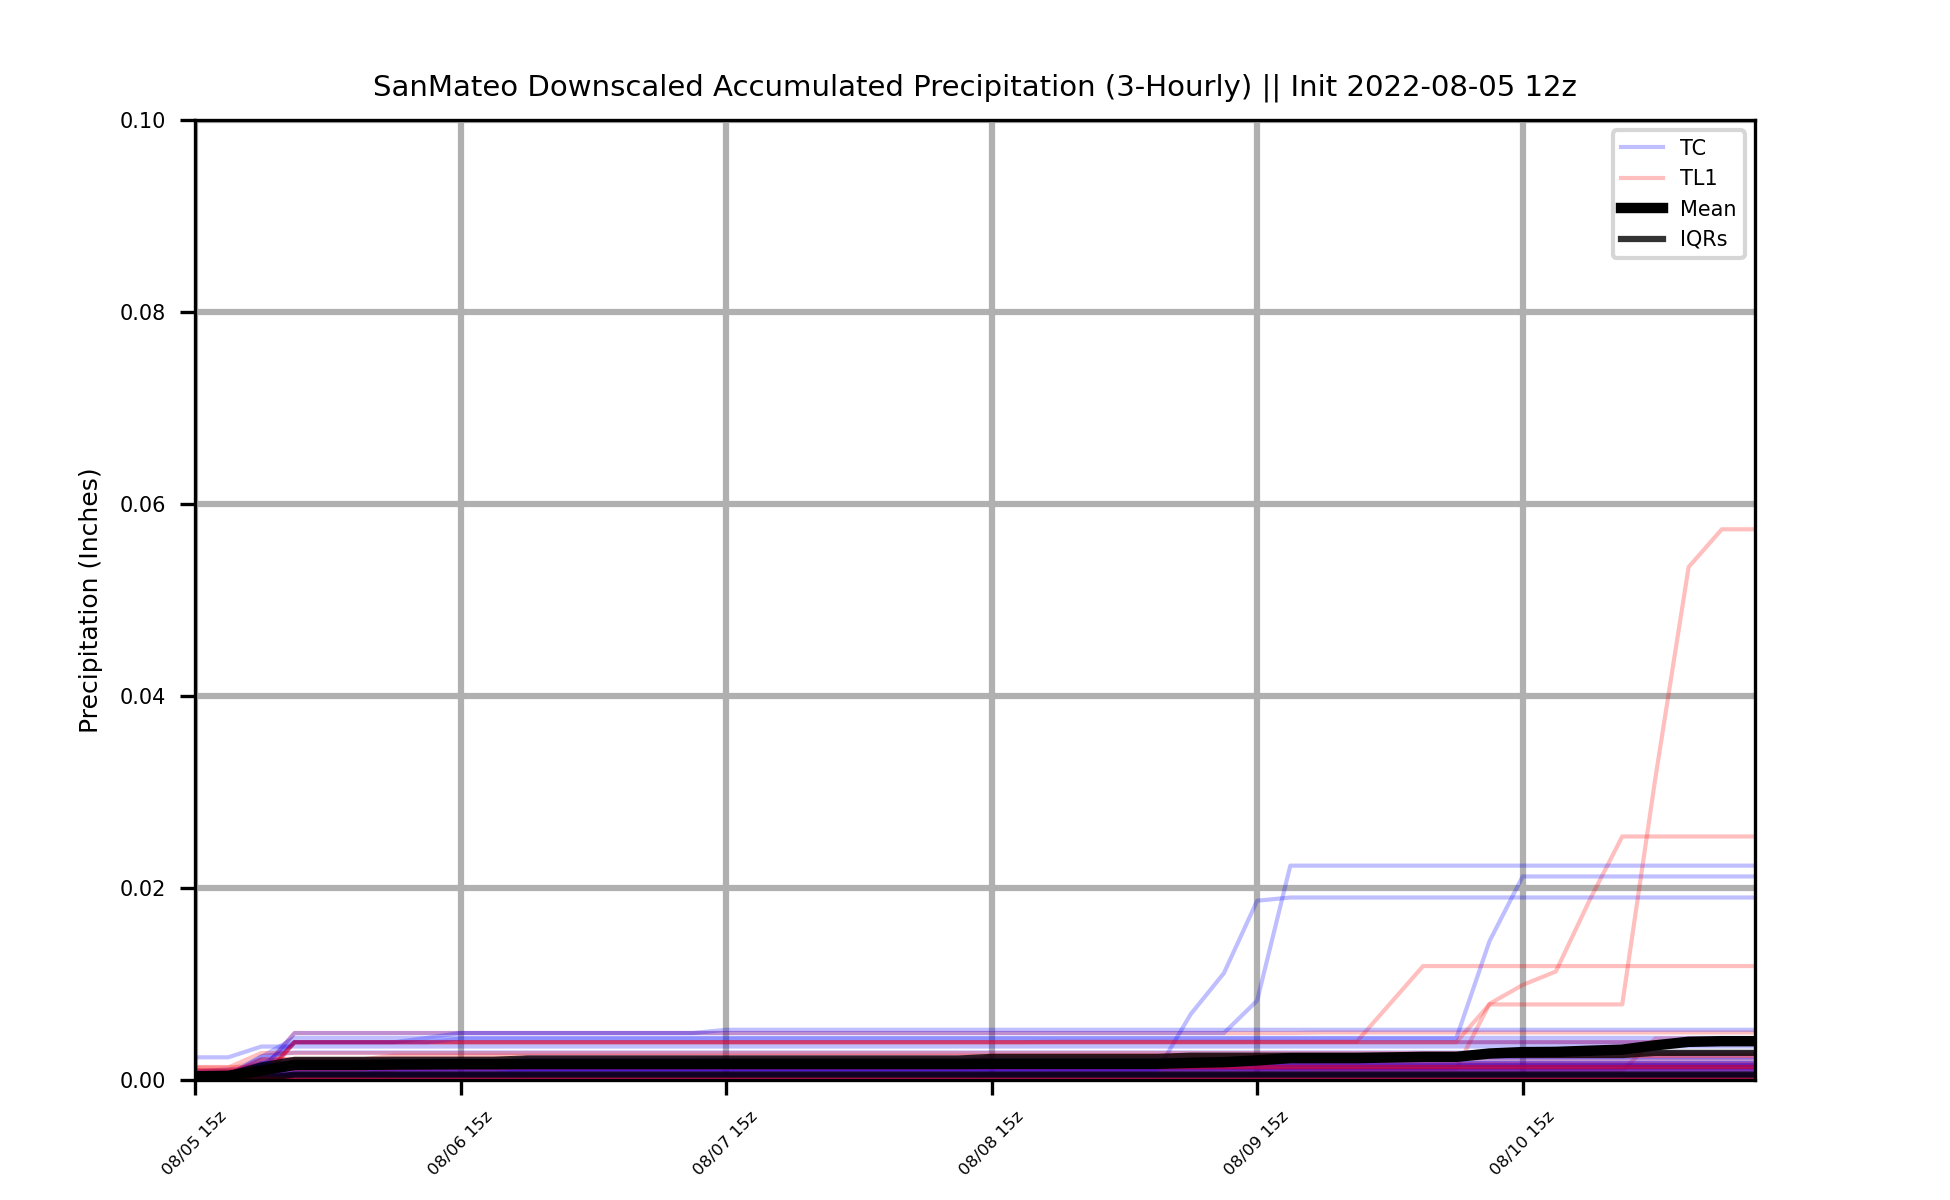 SanMateo Downscaled Accumulated Precipitation (3-Hourly) || Init 2022-08-05 12z
0.10
0.08
0.06
0.04
0.02
0.00
Precipitation (Inches)
TC
TL1
Mean
IQRs
08/05 15z
08/06 15z
08/07 15z
08/08 15z
08/09 15z
08/10 15z